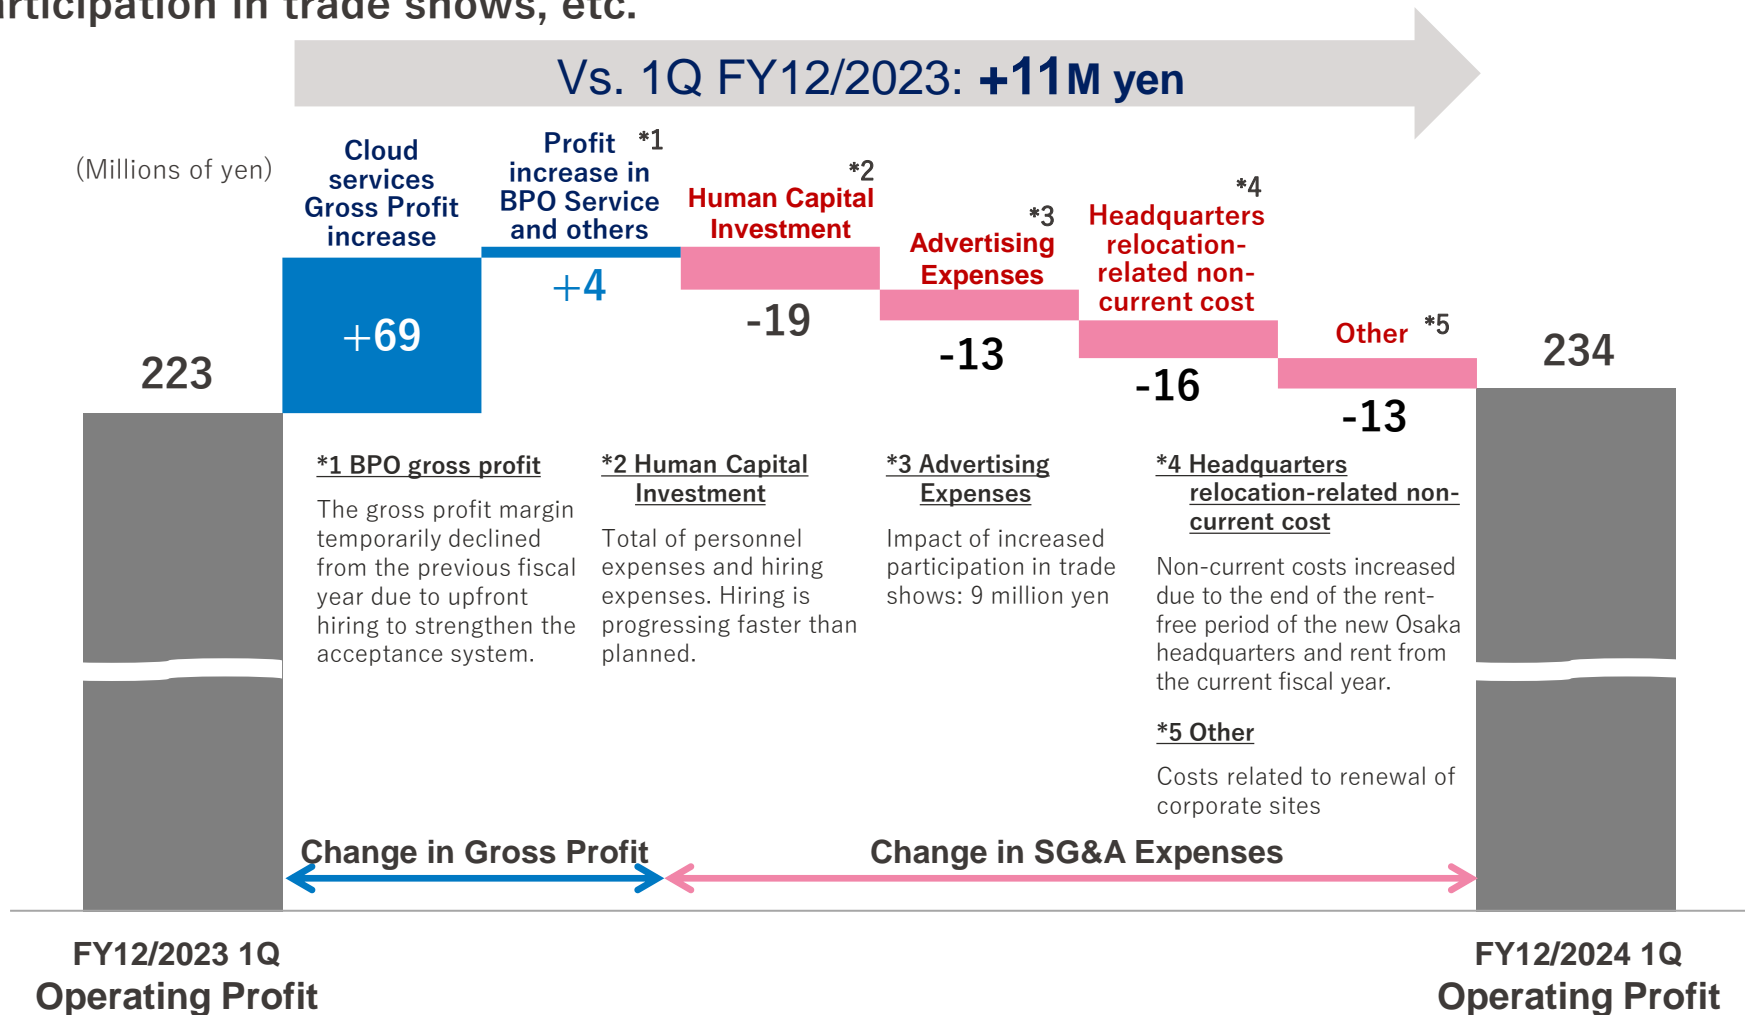 articipation in trade shows, etc.
Vs. 1Q FY12/2023: +11M yen
(Millions of yen)
Cloud
services
Gross Profit
increase
Profit *1
increase in
BPO Service
and others
*2
Human Capital
Investment
*3
Advertising
Expenses
*4
Headquarters
relocation-
related non-
current cost
Other *5
223
+69
+4
-19
-13
-16
-13
234
*1 BPO gross profit
The gross profit margin
temporarily declined
from the previous fiscal
year due to upfront
hiring to strengthen the
acceptance system.
*2 Human Capital
Investment
Total of personnel
expenses and hiring
expenses. Hiring is
progressing faster than
planned.
*3 Advertising
Expenses
Impact of increased
participation in trade
shows: 9 million yen
*4 Headquarters
relocation-related non-
current cost
Non-current costs increased
due to the end of the rent-
free period of the new Osaka
headquarters and rent from
the current fiscal year.
*5 Other
Costs related to renewal of
corporate sites
Change in Gross Profit
Change in SG&A Expenses
FY12/2023 1Q
Operating Profit
FY12/2024 1Q
Operating Profit